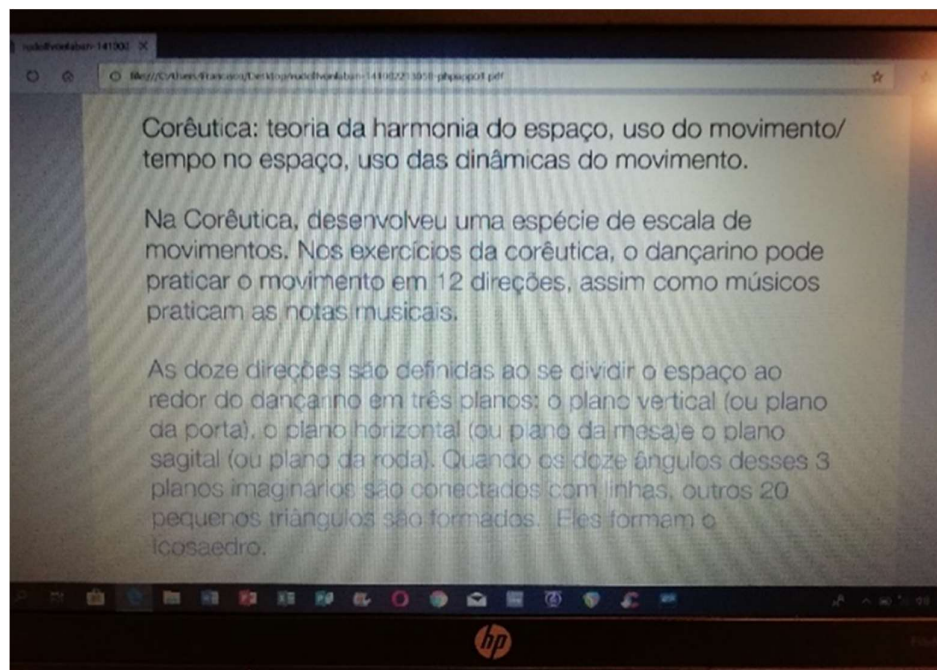 rudolfvonlaban-141002
Corêutica: teoria da harmonia do espaço, uso do movimento/
tempo no espaço, uso das dinâmicas do movimento.
Na Corêutica, desenvolveu uma espécie de escala de
movimentos. Nos exercícios da corêutica, o dançarino pode
praticar o movimento em 12 direções, assim como músicos
praticam as notas musicais.
As doze direções são definidas ao se dividir o espaço ao
redor do dançarino em três planos: o plano vertical (ou plano
da porta), o plano horizontal (ou plano da mesa)e o plano
sagital (ou plano da roda). Quando os doze ângulos desses 3
planos imaginários são conectados com linhas, outros 20
pequenos triângulos são formados. Eles formam o
Icosaedro.
hp